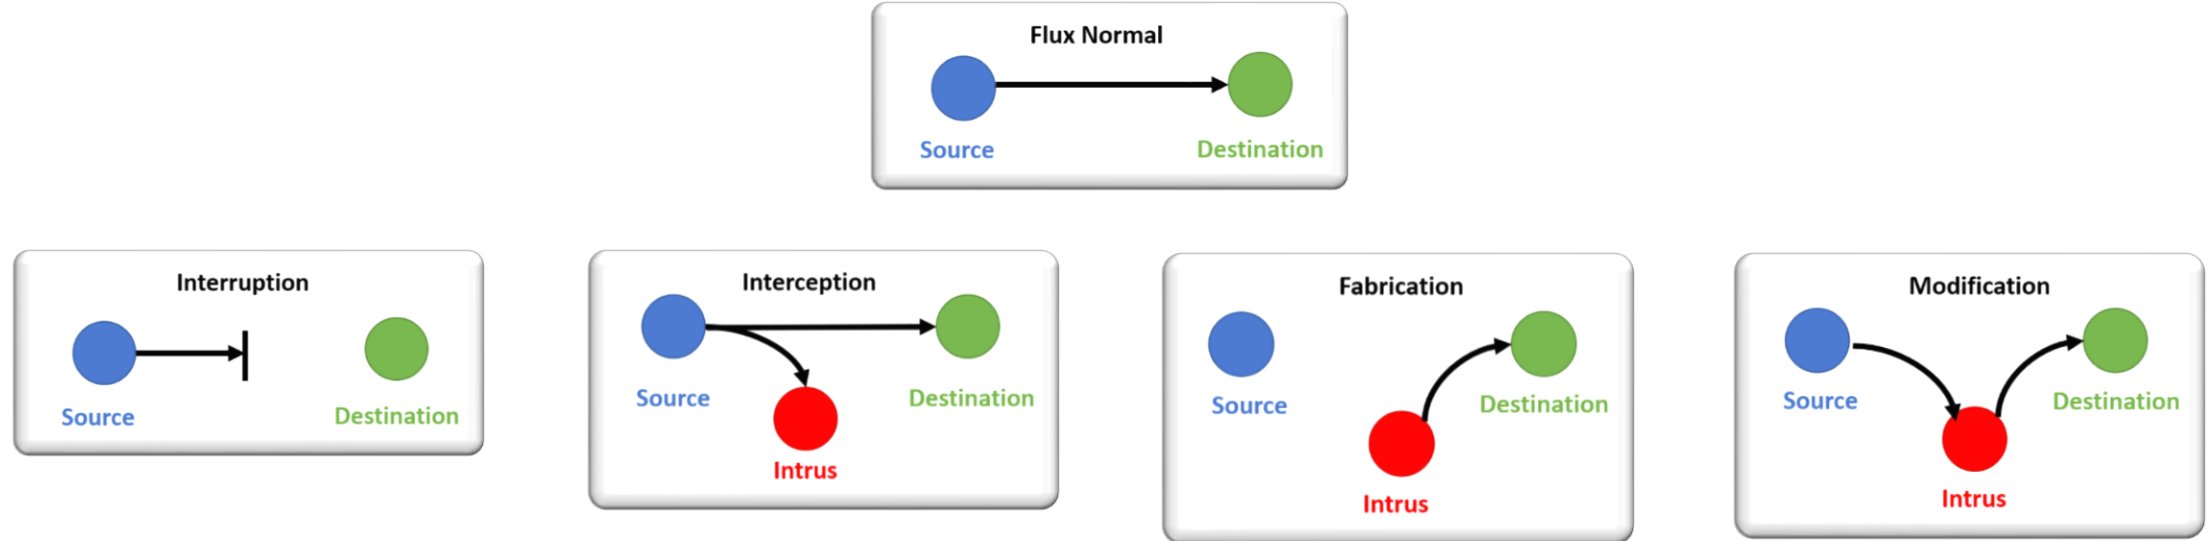 Flux Normal
Source
Destination
Interruption
Source
Destination
Interception
Source
Destination
Intrus
Fabrication
Source
Destination
Intrus
Modification
Source
Destination
Intrus